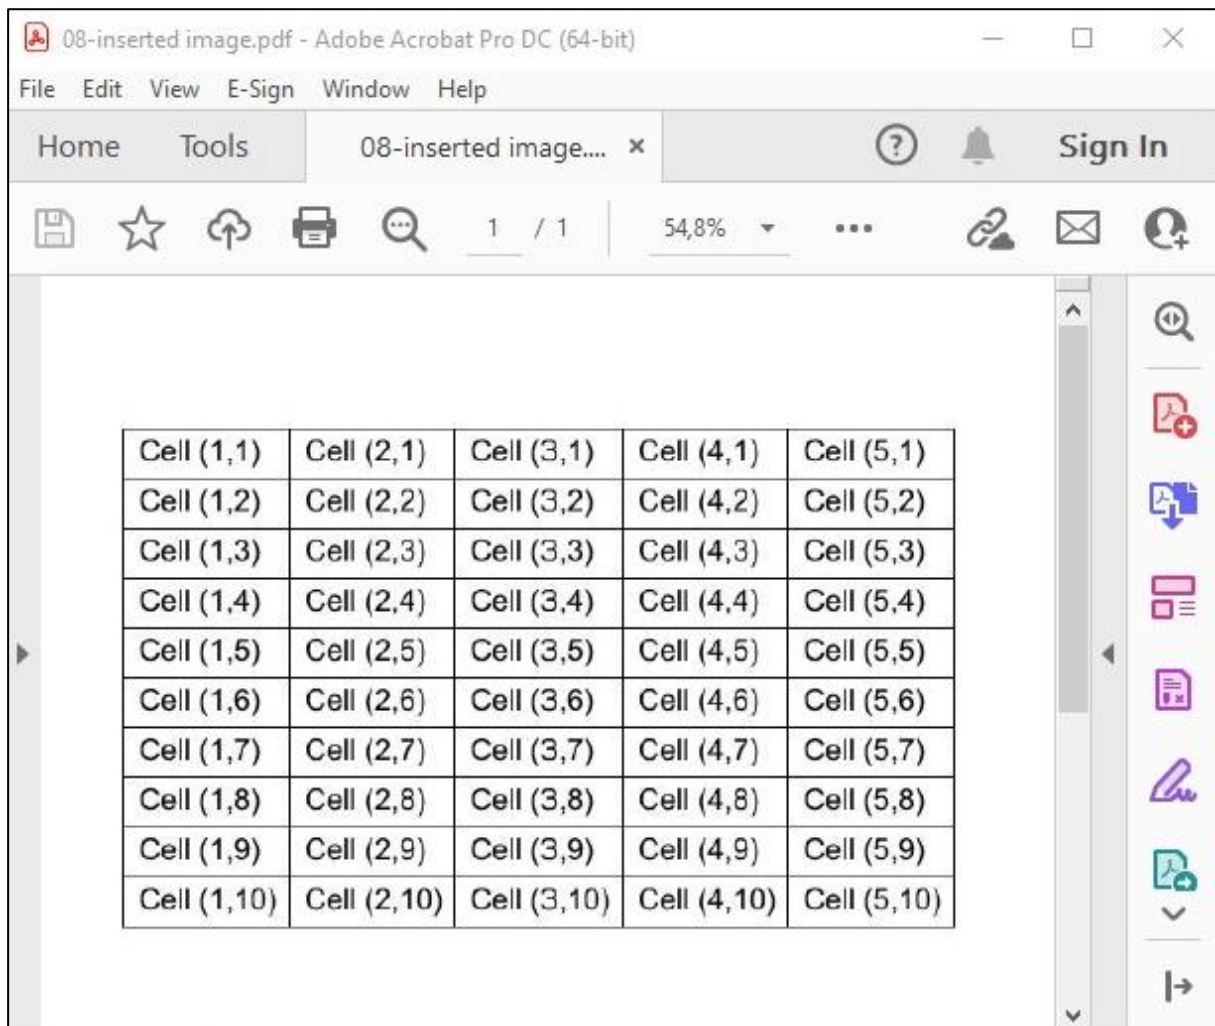 08-inserted image.pdf - Adobe Acrobat Pro DC (64-bit)
File Edit View E-Sign Window Help
Home Tools 08-inserted image.... × Sign In
1 / 1 54,8%
Cell (1,1) Cell (2,1) Cell (3,1) Cell (4,1) Cell (5,1)
Cell (1,2) Cell (2,2) Cell (3,2) Cell (4,2) Cell (5,2)
Cell (1,3) Cell (2,3) Cell (3,3) Cell (4,3) Cell (5,3)
Cell (1,4) Cell (2,4) Cell (3,4) Cell (4,4) Cell (5,4)
Cell (1,5) Cell (2,5) Cell (3,5) Cell (4,5) Cell (5,5)
Cell (1,6) Cell (2,6) Cell (3,6) Cell (4,6) Cell (5,6)
Cell (1,7) Cell (2,7) Cell (3,7) Cell (4,7) Cell (5,7)
Cell (1,8) Cell (2,8) Cell (3,8) Cell (4,8) Cell (5,8)
Cell (1,9) Cell (2,9) Cell (3,9) Cell (4,9) Cell (5,9)
Cell (1,10) Cell (2,10) Cell (3,10) Cell (4,10) Cell (5,10)